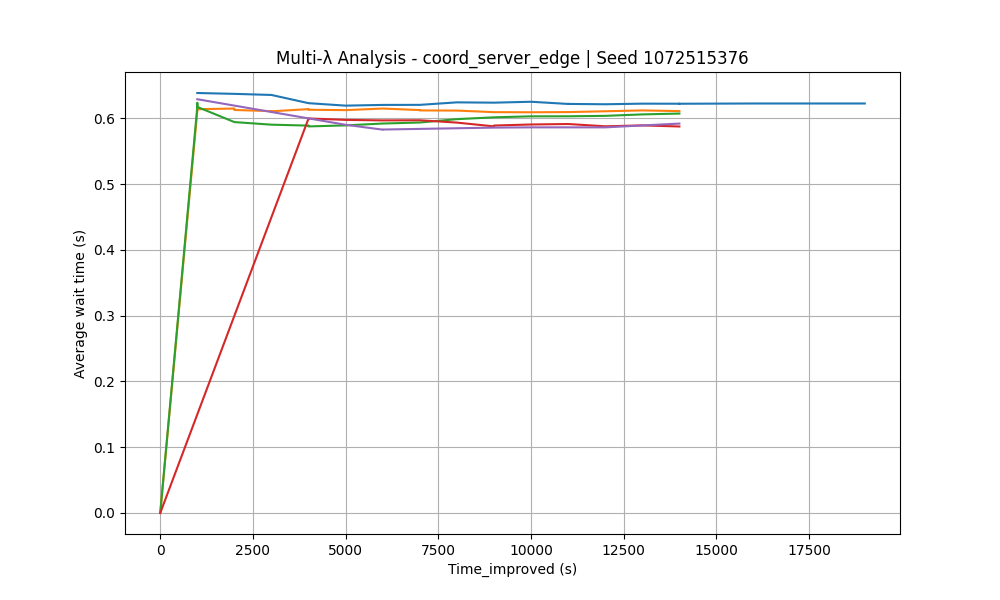 Multi-λ Analysis - coord_server_edge | Seed 1072515376
Average wait time (s)
0.6
0.5
0.4
0.3
0.2
0.1
0.0
0 2500 5000 7500 10000 12500 15000 17500
Time_improved (s)